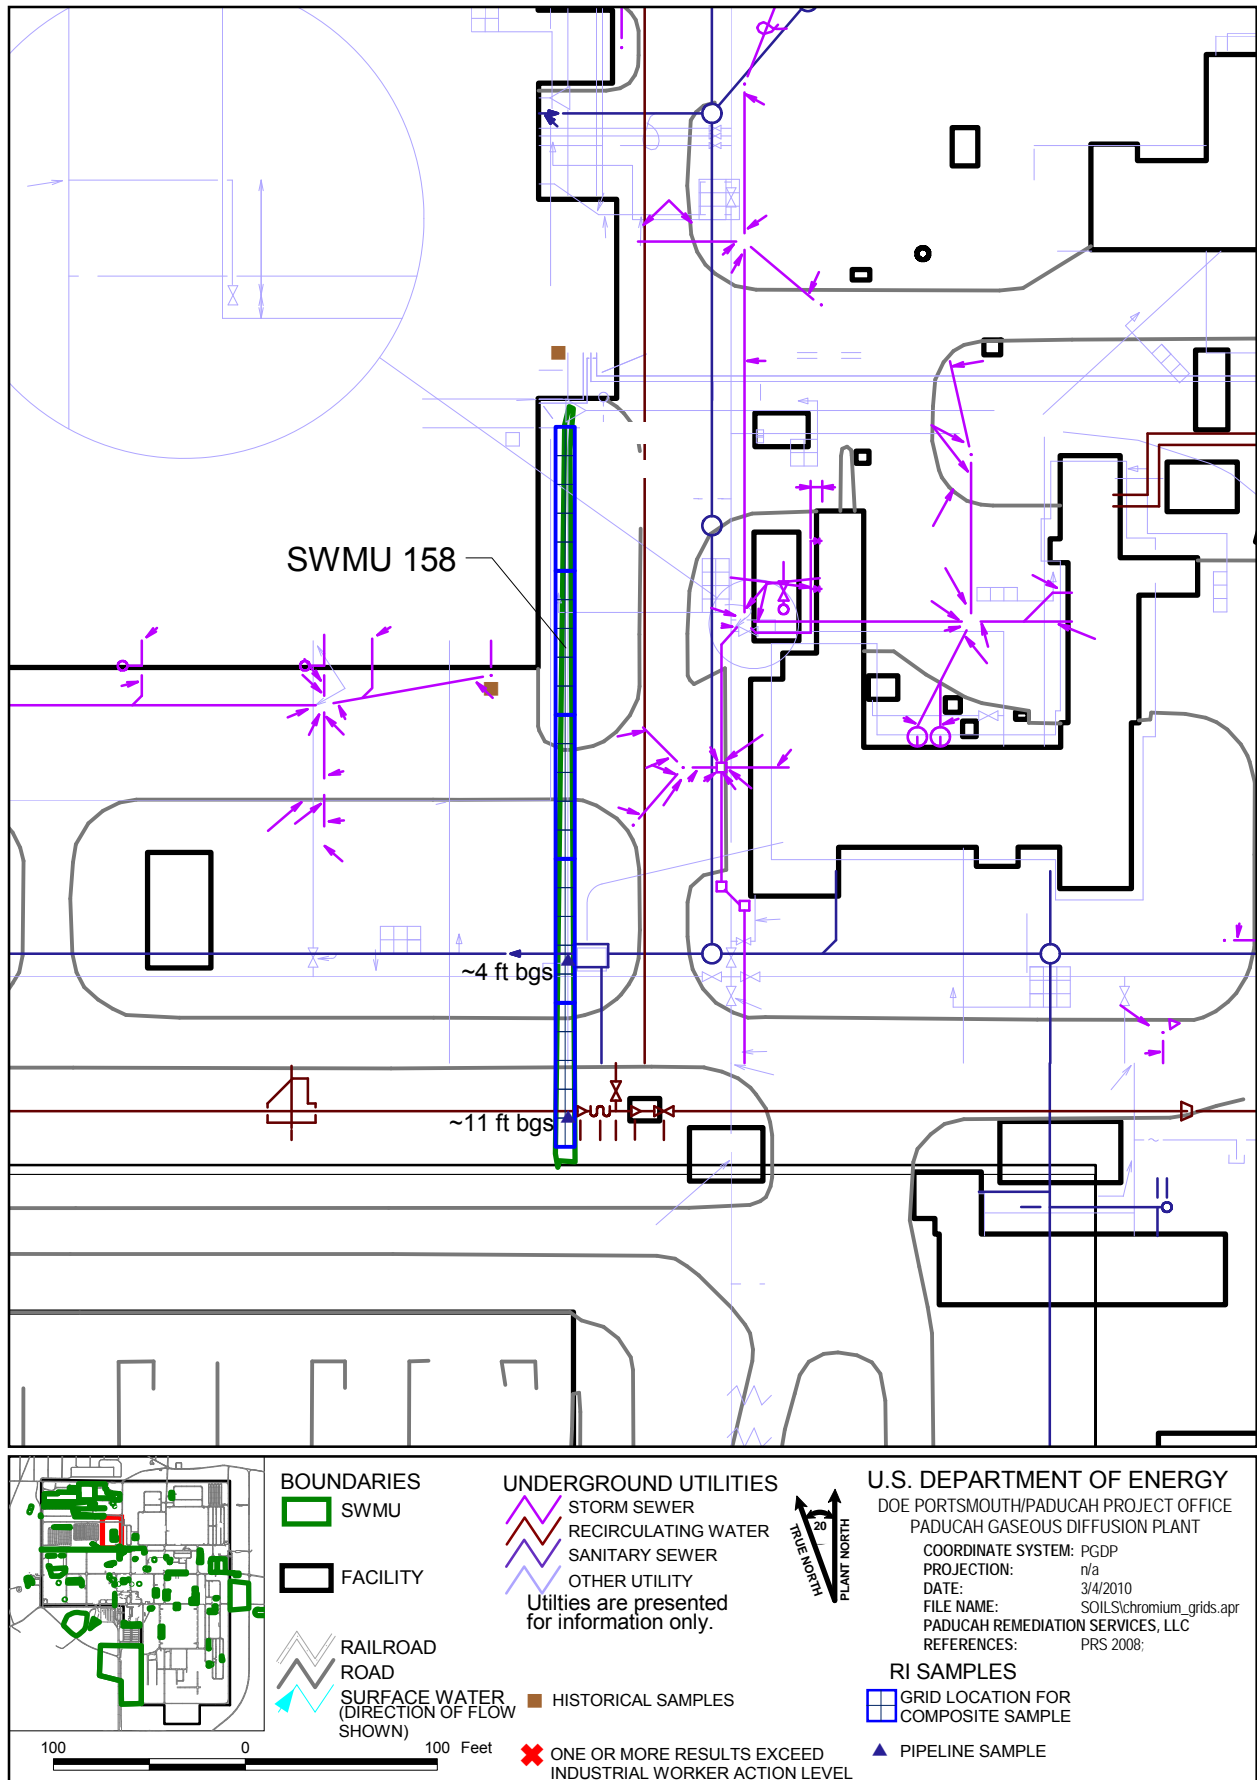 SWMU 158
~4 ft bgs
~11 ft bgs
BOUNDARIES
SWMU
FACILITY
RAILROAD
ROAD
SURFACE WATER
(DIRECTION OF FLOW
SHOWN)
100 0 100 Feet
UNDERGROUND UTILITIES
STORM SEWER
RECIRCULATING WATER
SANITARY SEWER
OTHER UTILITY
Utilties are presented
for information only.
HISTORICAL SAMPLES
ONE OR MORE RESULTS EXCEED
INDUSTRIAL WORKER ACTION LEVEL
20
TRUE NORTH
PLANT NORTH
U.S. DEPARTMENT OF ENERGY
DOE PORTSMOUTH/PADUCAH PROJECT OFFICE
PADUCAH GASEOUS DIFFUSION PLANT
COORDINATE SYSTEM: PGDP
PROJECTION: n/a
DATE: 3/4/2010
FILE NAME: SOILS\chromium_grids.apr
PADUCAH REMEDIATION SERVICES, LLC
REFERENCES: PRS 2008;
RI SAMPLES
GRID LOCATION FOR
COMPOSITE SAMPLE
PIPELINE SAMPLE